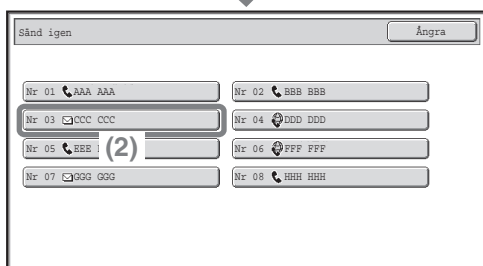 Sånd igen Ångra
Nr 01 AAA AAA Nr 02 BBB BBB
Nr 03 CCC CCC Nr 04 DDD DDD
Nr 05 EEE (2) Nr 06 FFF FFF
Nr 07 GGG GGG Nr 08 HHH HHH